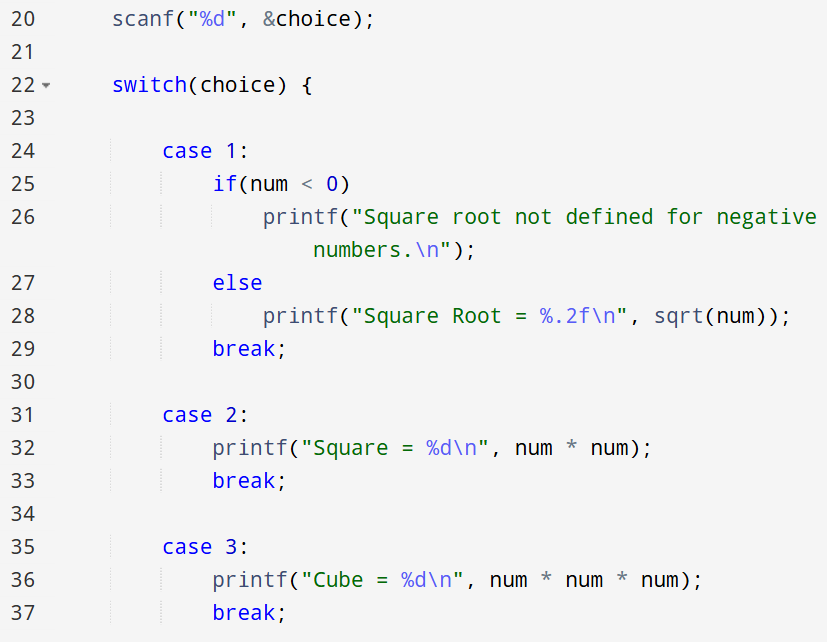 20     scanf("%d", &choice);
21
22     switch(choice) {
23
24         case 1:
25             if(num < 0)
26                 printf("Square root not defined for negative
                    numbers.\n");
27             else
28                 printf("Square Root = %.2f\n", sqrt(num));
29             break;
30
31         case 2:
32             printf("Square = %d\n", num * num);
33             break;
34
35         case 3:
36             printf("Cube = %d\n", num * num * num);
37             break;